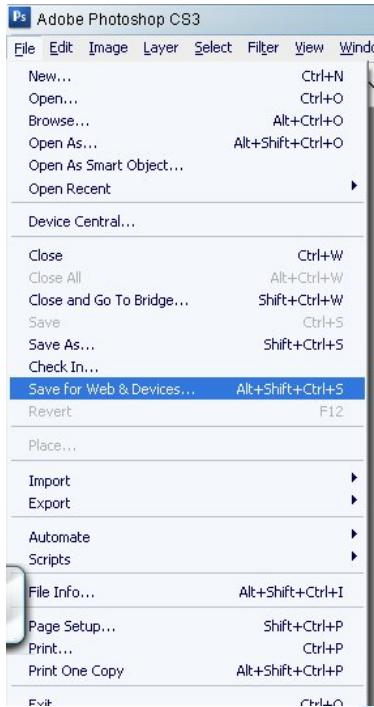 Ps Adobe Photoshop CS3
File Edit Image Layer Select Filter View
New... Ctrl+N
Open... Ctrl+O
Browse... Alt+Ctrl+O
Open As... Alt+Shift+Ctrl+O
Open As Smart Object...
Open Recent
Device Central...
Close Ctrl+W
Close All Alt+Ctrl+W
Close and Go To Bridge... Shift+Ctrl+W
Save Ctrl+S
Save As... Shift+Ctrl+S
Check In...
Save for Web & Devices... Alt+Shift+Ctrl+S
Revert F12
Place...
Import
Export
Automate
Scripts
File Info... Alt+Shift+Ctrl+I
Page Setup... Shift+Ctrl+P
Print... Ctrl+P
Print One Copy Alt+Shift+Ctrl+P
Exit Ctrl+Q